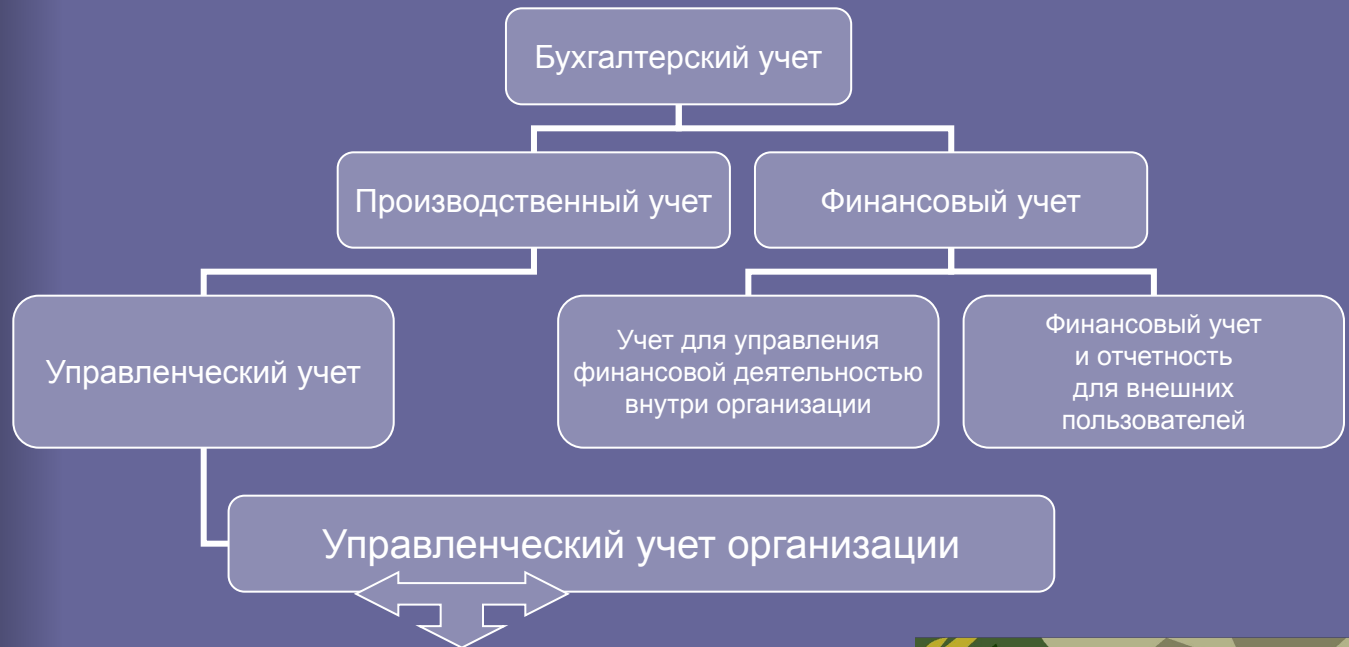 Бухгалтерский учет
Производственный учет
Финансовый учет
Управленческий учет
Учет для управления
финансовой деятельностью
внутри организации
Финансовый учет
и отчетность
для внешних
пользователей
Управленческий учет организации